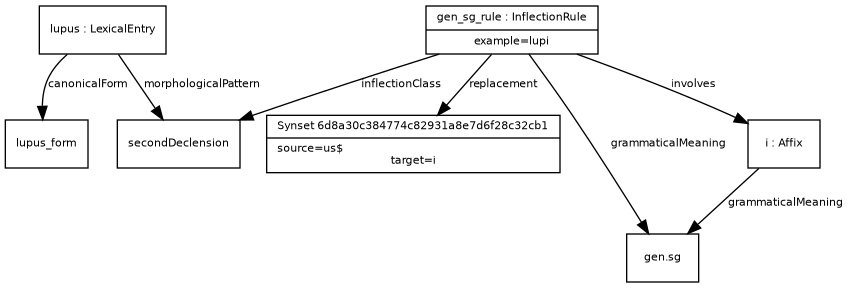 lupus : LexicalEntry
gen_sg_rule : InflectionRule
example=lupi
canonicalForm
morphologicalPattern
inflectionClass
replacement
involves
lupus_form
secondDeclension
Synset 6d8a30c384774c82931a8e7d6f28c32cb1
source=us$
target=i
grammaticalMeaning
i : Affix
grammaticalMeaning
gen.sg